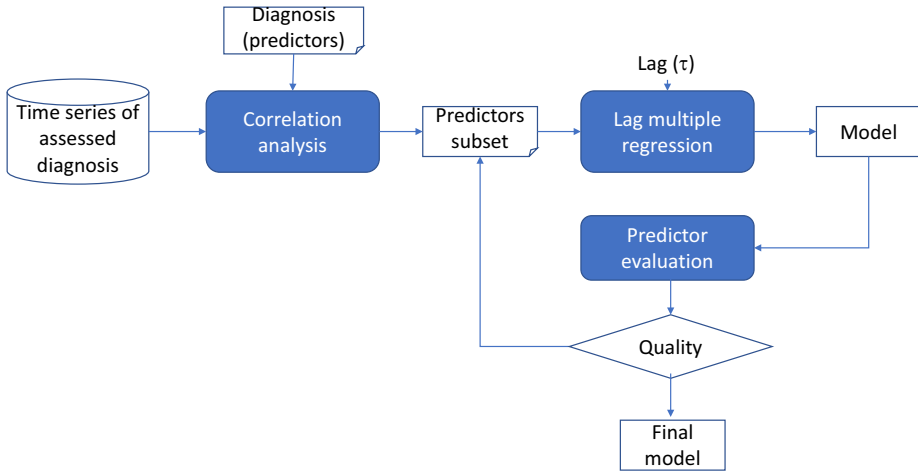 Diagnosis
(predictors)
Lag (τ)
Time series of
assessed
diagnosis
Correlation
analysis
Predictors
subset
Lag multiple
regression
Model
Predictor
evaluation
Quality
Final
model